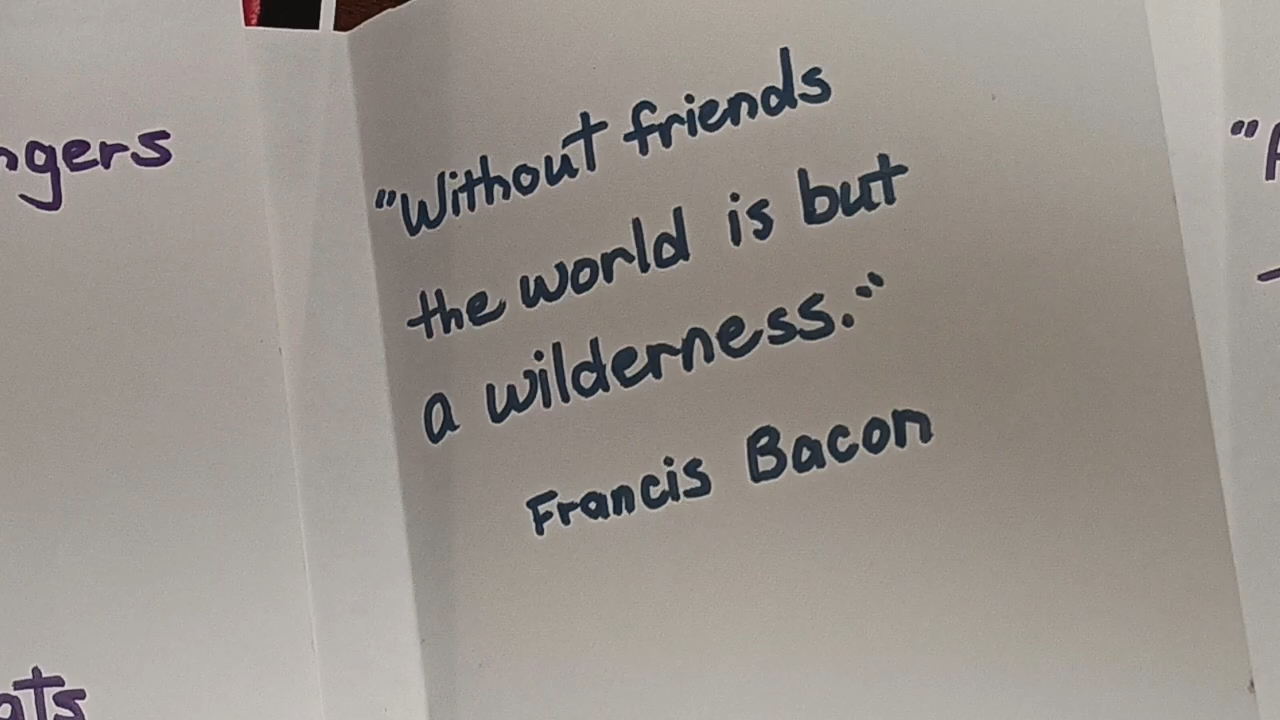 "Without friends
the world is but
a wilderness."
Francis Bacon